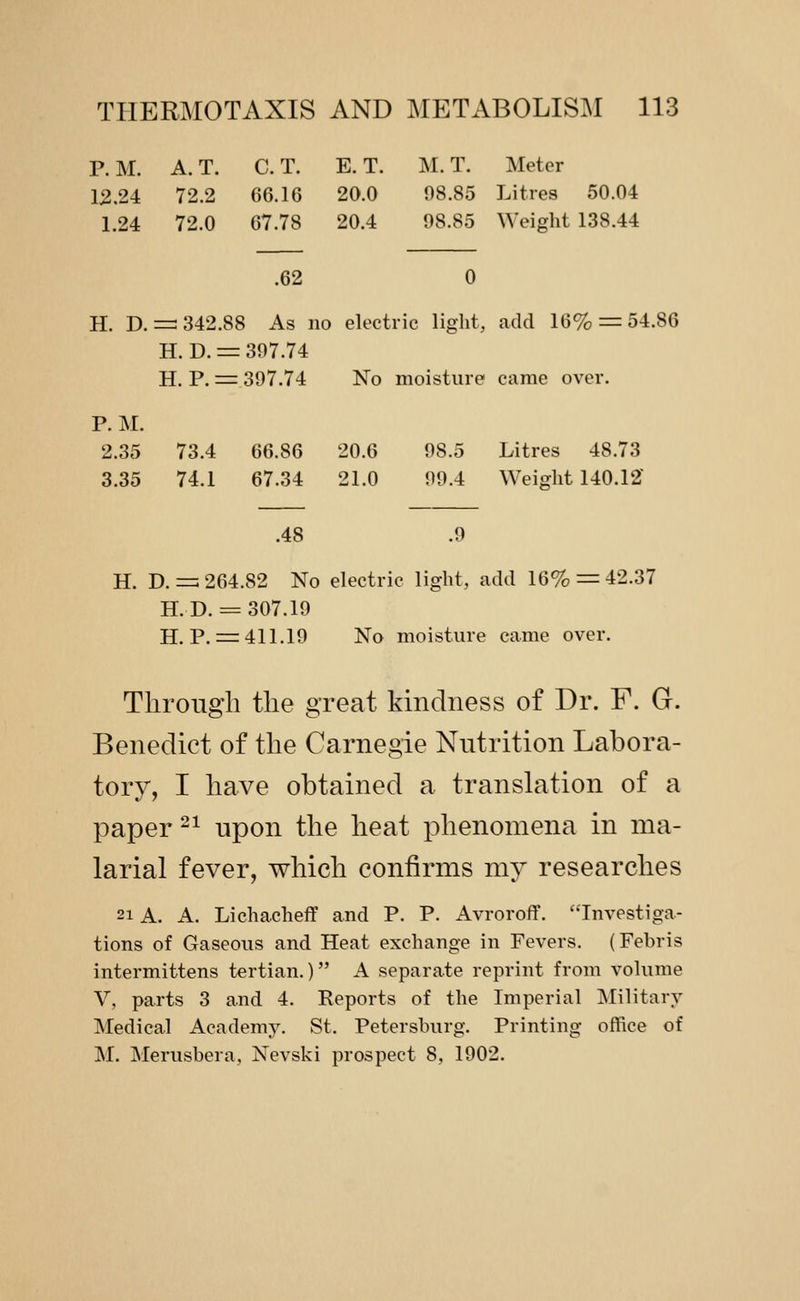 THERMOTAXIS AND METABOLISM 113
P. M. A. T. C. T. E. T. M. T. Meter
12.24 72.2 66.16 20.0 98.85 Litres 50.04
1.24 72.0 67.78 20.4 98.85 Weight 138.44
.62 0
H. D. = 342.88 As no electric light, add 16% = 54.86
H. D. = 397.74
H. P. = 397.74 No moisture came over.
P. M.
2.35 73.4 66.86 20.6 98.5 Litres 48.73
3.35 74.1 67.34 21.0 99.4 Weight 140.12
.48 .9
H. D. = 264.82 No electric light, add 16% = 42.37
H. D. = 307.19
H. P. = 411.19 No moisture came over.
Through the great kindness of Dr. F. G.
Benedict of the Carnegie Nutrition Labora-
tory, I have obtained a translation of a
paper 21 upon the heat phenomena in ma-
larial fever, which confirms my researches
21 A. A. Lichacheff and P. P. Avroroff. "Investiga-
tions of Gaseous and Heat exchange in Fevers. (Febris
intermittens tertian.)" A separate reprint from volume
V, parts 3 and 4. Reports of the Imperial Military
Medical Academy. St. Petersburg. Printing office of
M. Merusbera, Nevski prospect 8, 1902.